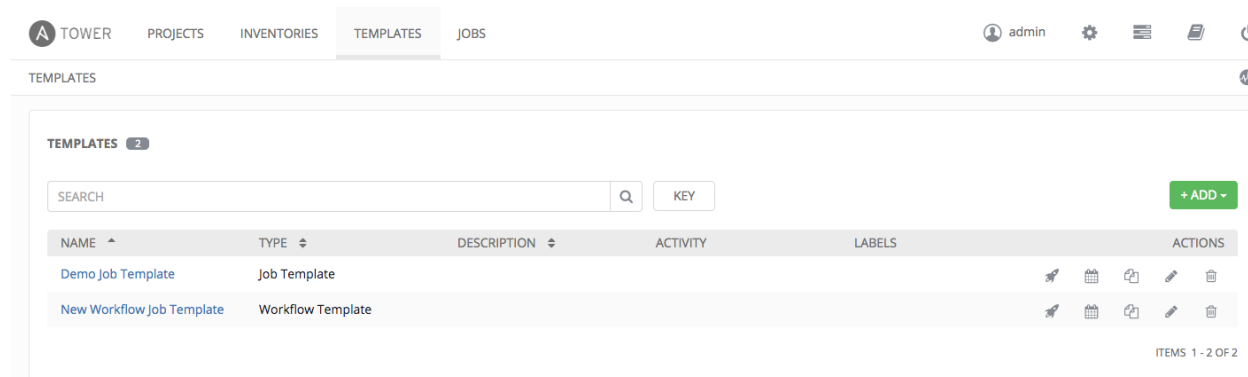 A TOWER PROJECTS INVENTORIES TEMPLATES JOBS admin
TEMPLATES
TEMPLATES 2
SEARCH KEY + ADD
NAME TYPE DESCRIPTION ACTIVITY LABELS ACTIONS
Demo Job Template Job Template
New Workflow Job Template Workflow Template
ITEMS 1 - 2 OF 2